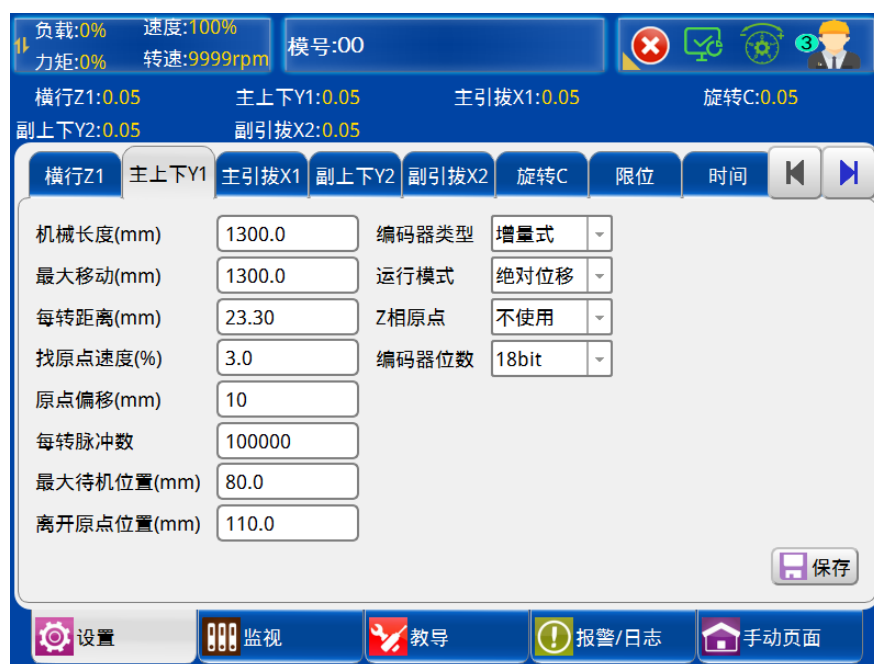 负载:0% 速度:100%
力矩:0% 转速:9999rpm
模号:00
3
横行Z1:0.05 主上下Y1:0.05 主引拔X1:0.05 旋转C:0.05
副上下Y2:0.05 副引拔X2:0.05
横行Z1 主上下Y1 主引拔X1 副上下Y2 副引拔X2 旋转C 限位 时间
机械长度(mm) 1300.0 编码器类型 增量式
最大移动(mm) 1300.0 运行模式 绝对位移
每转距离(mm) 23.30 Z相原点 不使用
找原点速度(%) 3.0 编码器位数 18bit
原点偏移(mm) 10
每转脉冲数 100000
最大待机位置(mm) 80.0
离开原点位置(mm) 110.0
保存
设置 监视 教导 报警/日志 手动页面